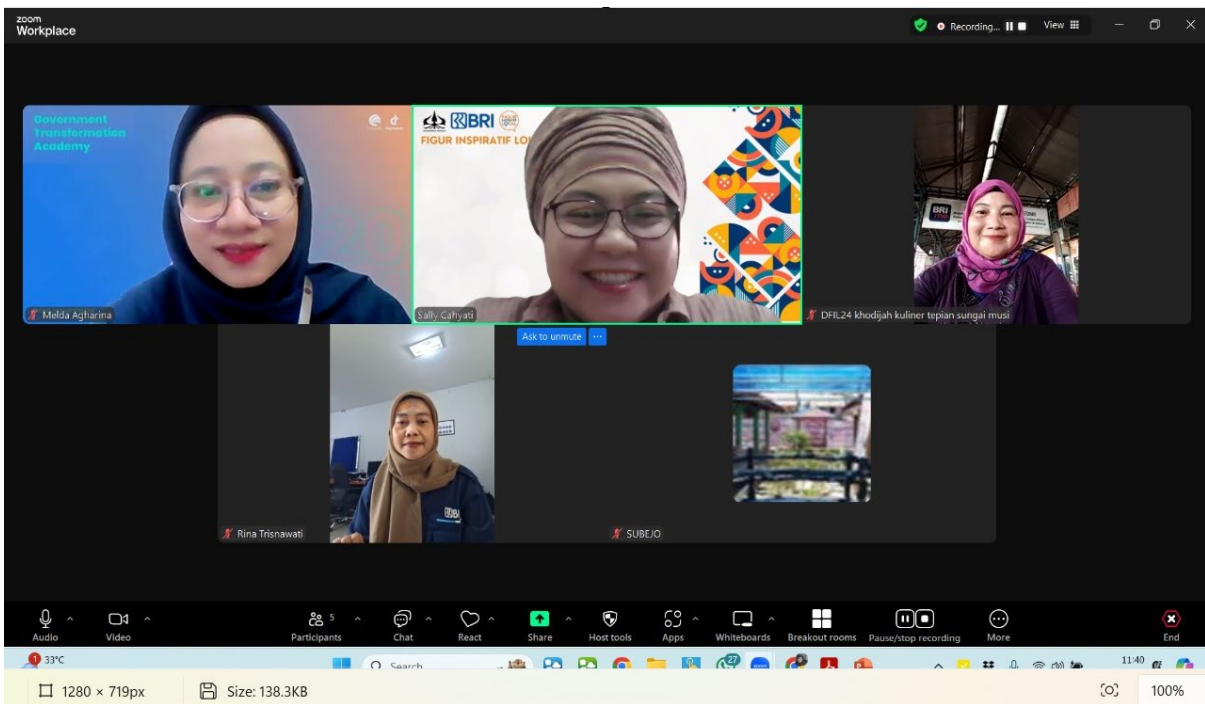 zoom
Workplace
Recording...
View
Government
Transformation
Academy
BRI
FIGUR INSPIRATIF LO
BRI
Melda Agharina
Sally Cahyati
DFIL24 khodijah kuliner tepian sungai musi
Ask to unmute
Rina Trisnawati
SUBEJO
5
Audio
Video
Participants
Chat
React
Share
Host tools
Apps
Whiteboards
Breakout rooms
Pause/stop recording
More
End
1
33°C
Search
27
11:40
1280 × 719px
Size: 138.3KB
100%